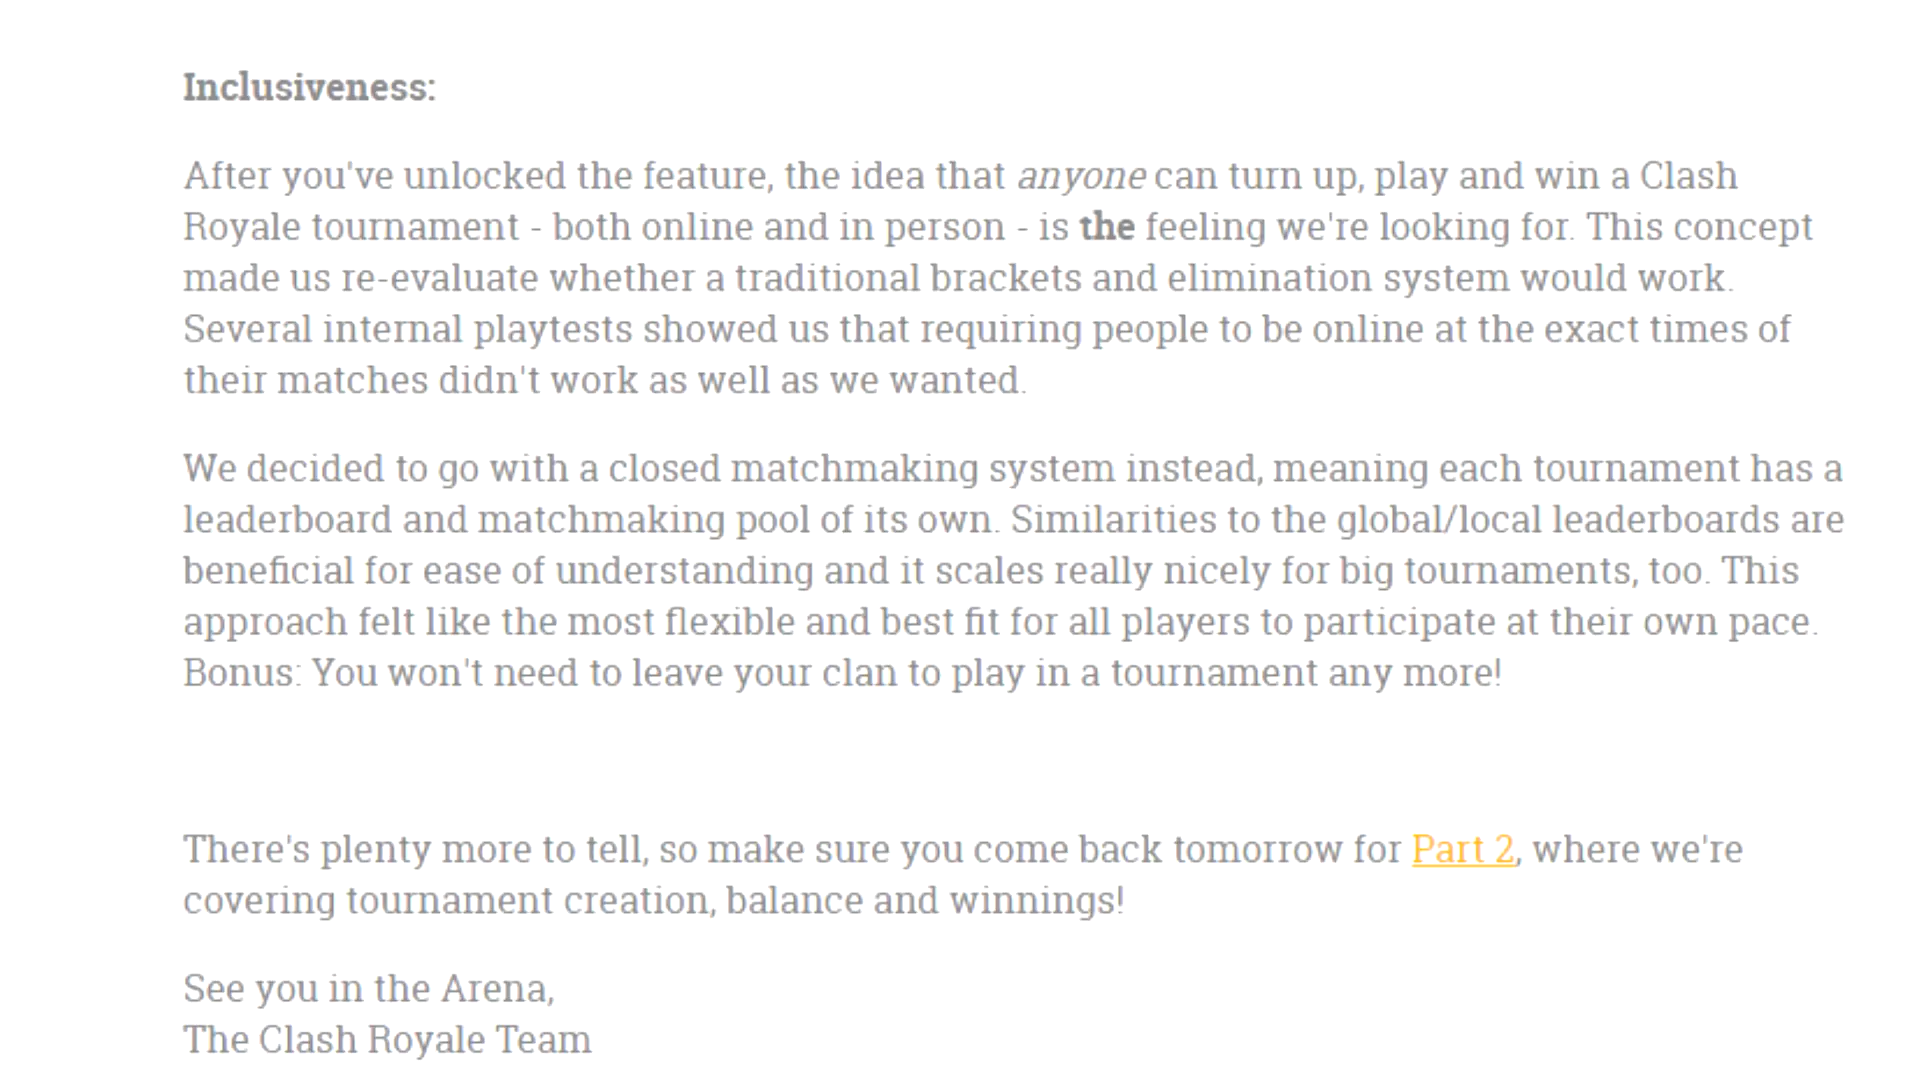 Inclusiveness:
After you've unlocked the feature, the idea that anyone can turn up, play and win a Clash
Royale tournament - both online and in person - is the feeling we're looking for. This concept
made us re-evaluate whether a traditional brackets and elimination system would work.
Several internal playtests showed us that requiring people to be online at the exact times of
their matches didn't work as well as we wanted.
We decided to go with a closed matchmaking system instead, meaning each tournament has a
leaderboard and matchmaking pool of its own. Similarities to the global/local leaderboards are
beneficial for ease of understanding and it scales really nicely for big tournaments, too. This
approach felt like the most flexible and best fit for all players to participate at their own pace.
Bonus: You won't need to leave your clan to play in a tournament any more!
There's plenty more to tell, so make sure you come back tomorrow for Part 2, where we're
covering tournament creation, balance and winnings!
See you in the Arena,
The Clash Royale Team